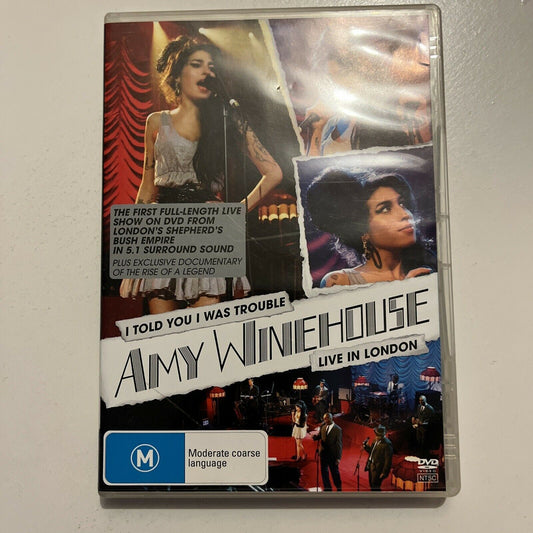 THE FIRST FULL-LENGTH LIVE
SHOW ON DVD FROM
LONDON'S SHEPHERD'S
BUSH EMPIRE
IN 5.1 SURROUND SOUND
PLUS EXCLUSIVE DOCUMENTARY
OF THE RISE OF A LEGEND
I TOLD YOU I WAS TROUBLE
AMY WINEHOUSE
LIVE IN LONDON
M
Moderate coarse
language
DVD
VIDEO
NTSC